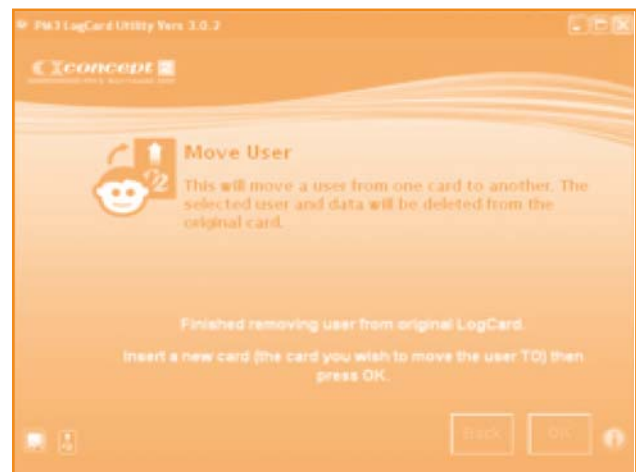 PM3 LogCard Utility Vers 3.0.2
concept 2
Move User
This will move a user from one card to another. The
selected user and data will be deleted from the
original card.
Finished removing user from original LogCard.
Insert a new card (the card you wish to move the user TO) then
press OK.
Back OK